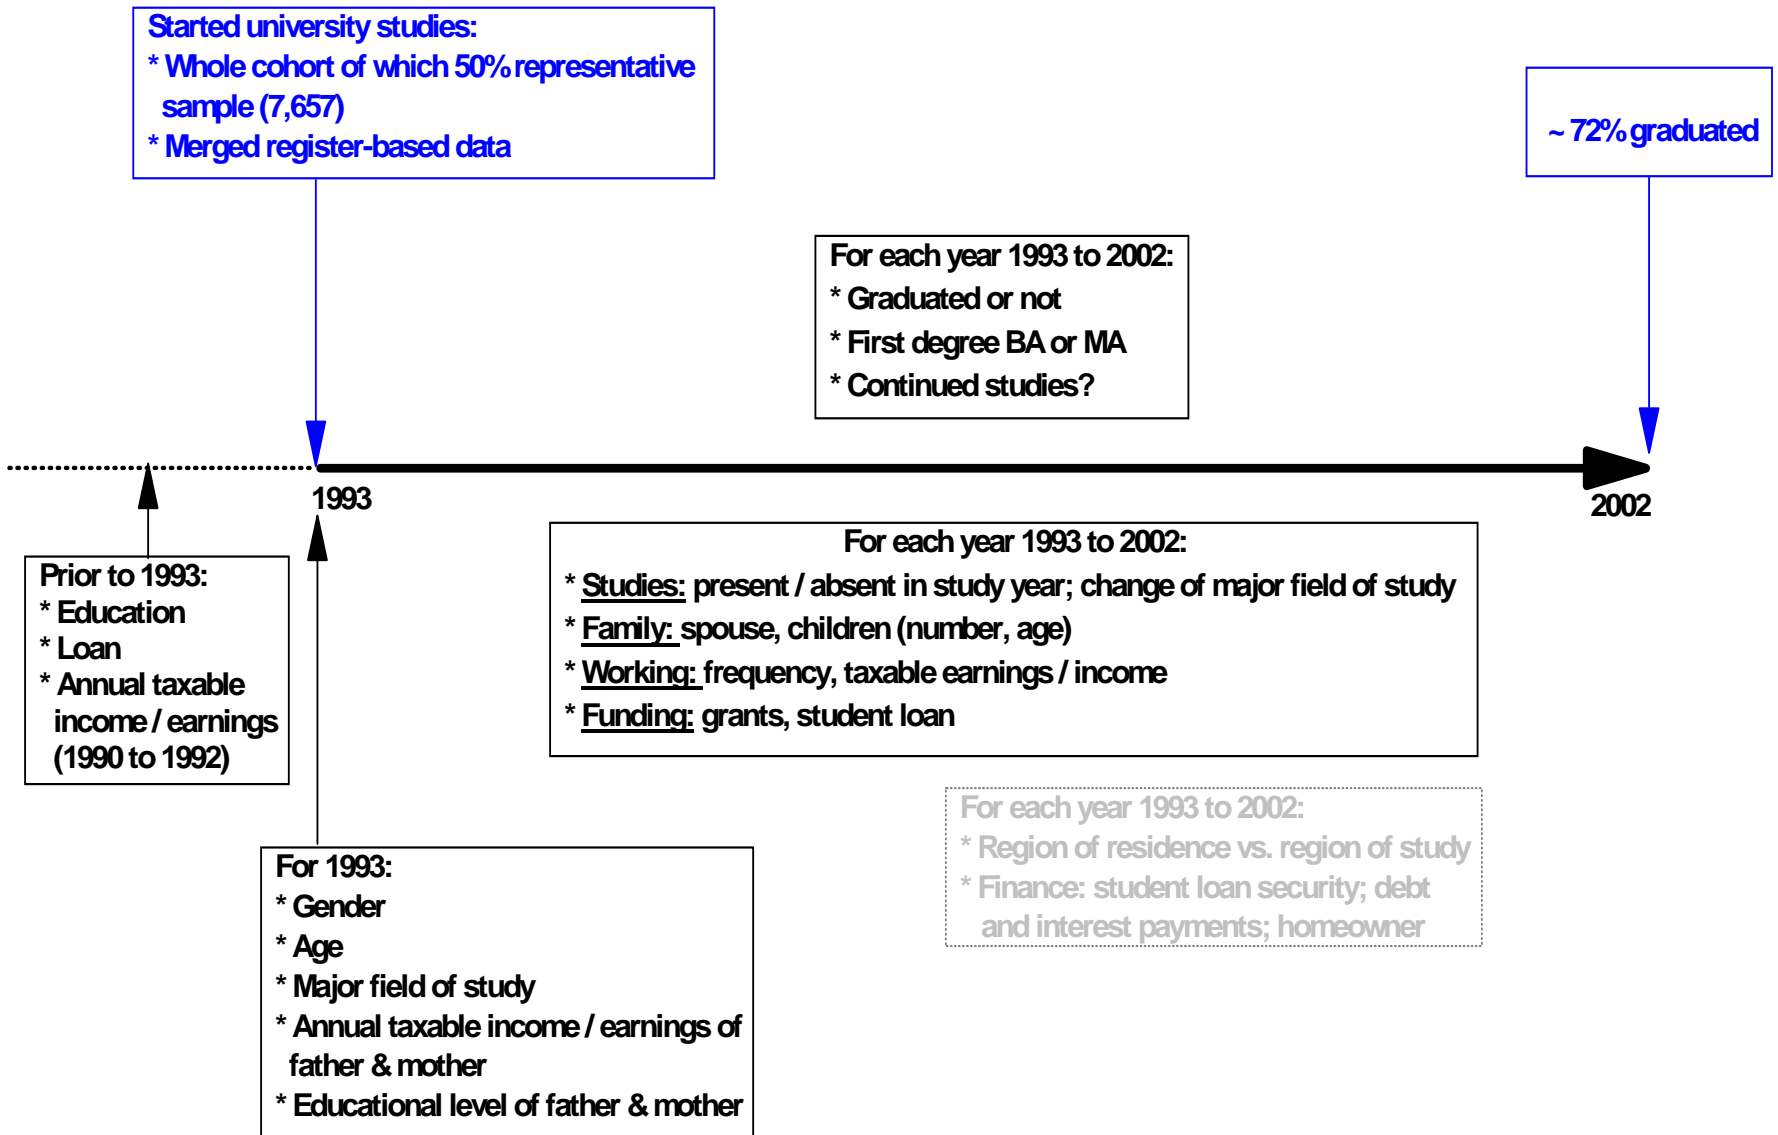 Started university studies:
* Whole cohort of which 50% representative
sample (7,657)
* Merged register-based data
~ 72% graduated
For each year 1993 to 2002:
* Graduated or not
* First degree BA or MA
* Continued studies?
1993
2002
Prior to 1993:
* Education
* Loan
* Annual taxable
income / earnings
(1990 to 1992)
For each year 1993 to 2002:
* Studies: present / absent in study year; change of major field of study
* Family: spouse, children (number, age)
* Working: frequency, taxable earnings / income
* Funding: grants, student loan
For each year 1993 to 2002:
* Region of residence vs. region of study
* Finance: student loan security; debt
and interest payments; homeowner
For 1993:
* Gender
* Age
* Major field of study
* Annual taxable income / earnings of
father & mother
* Educational level of father & mother